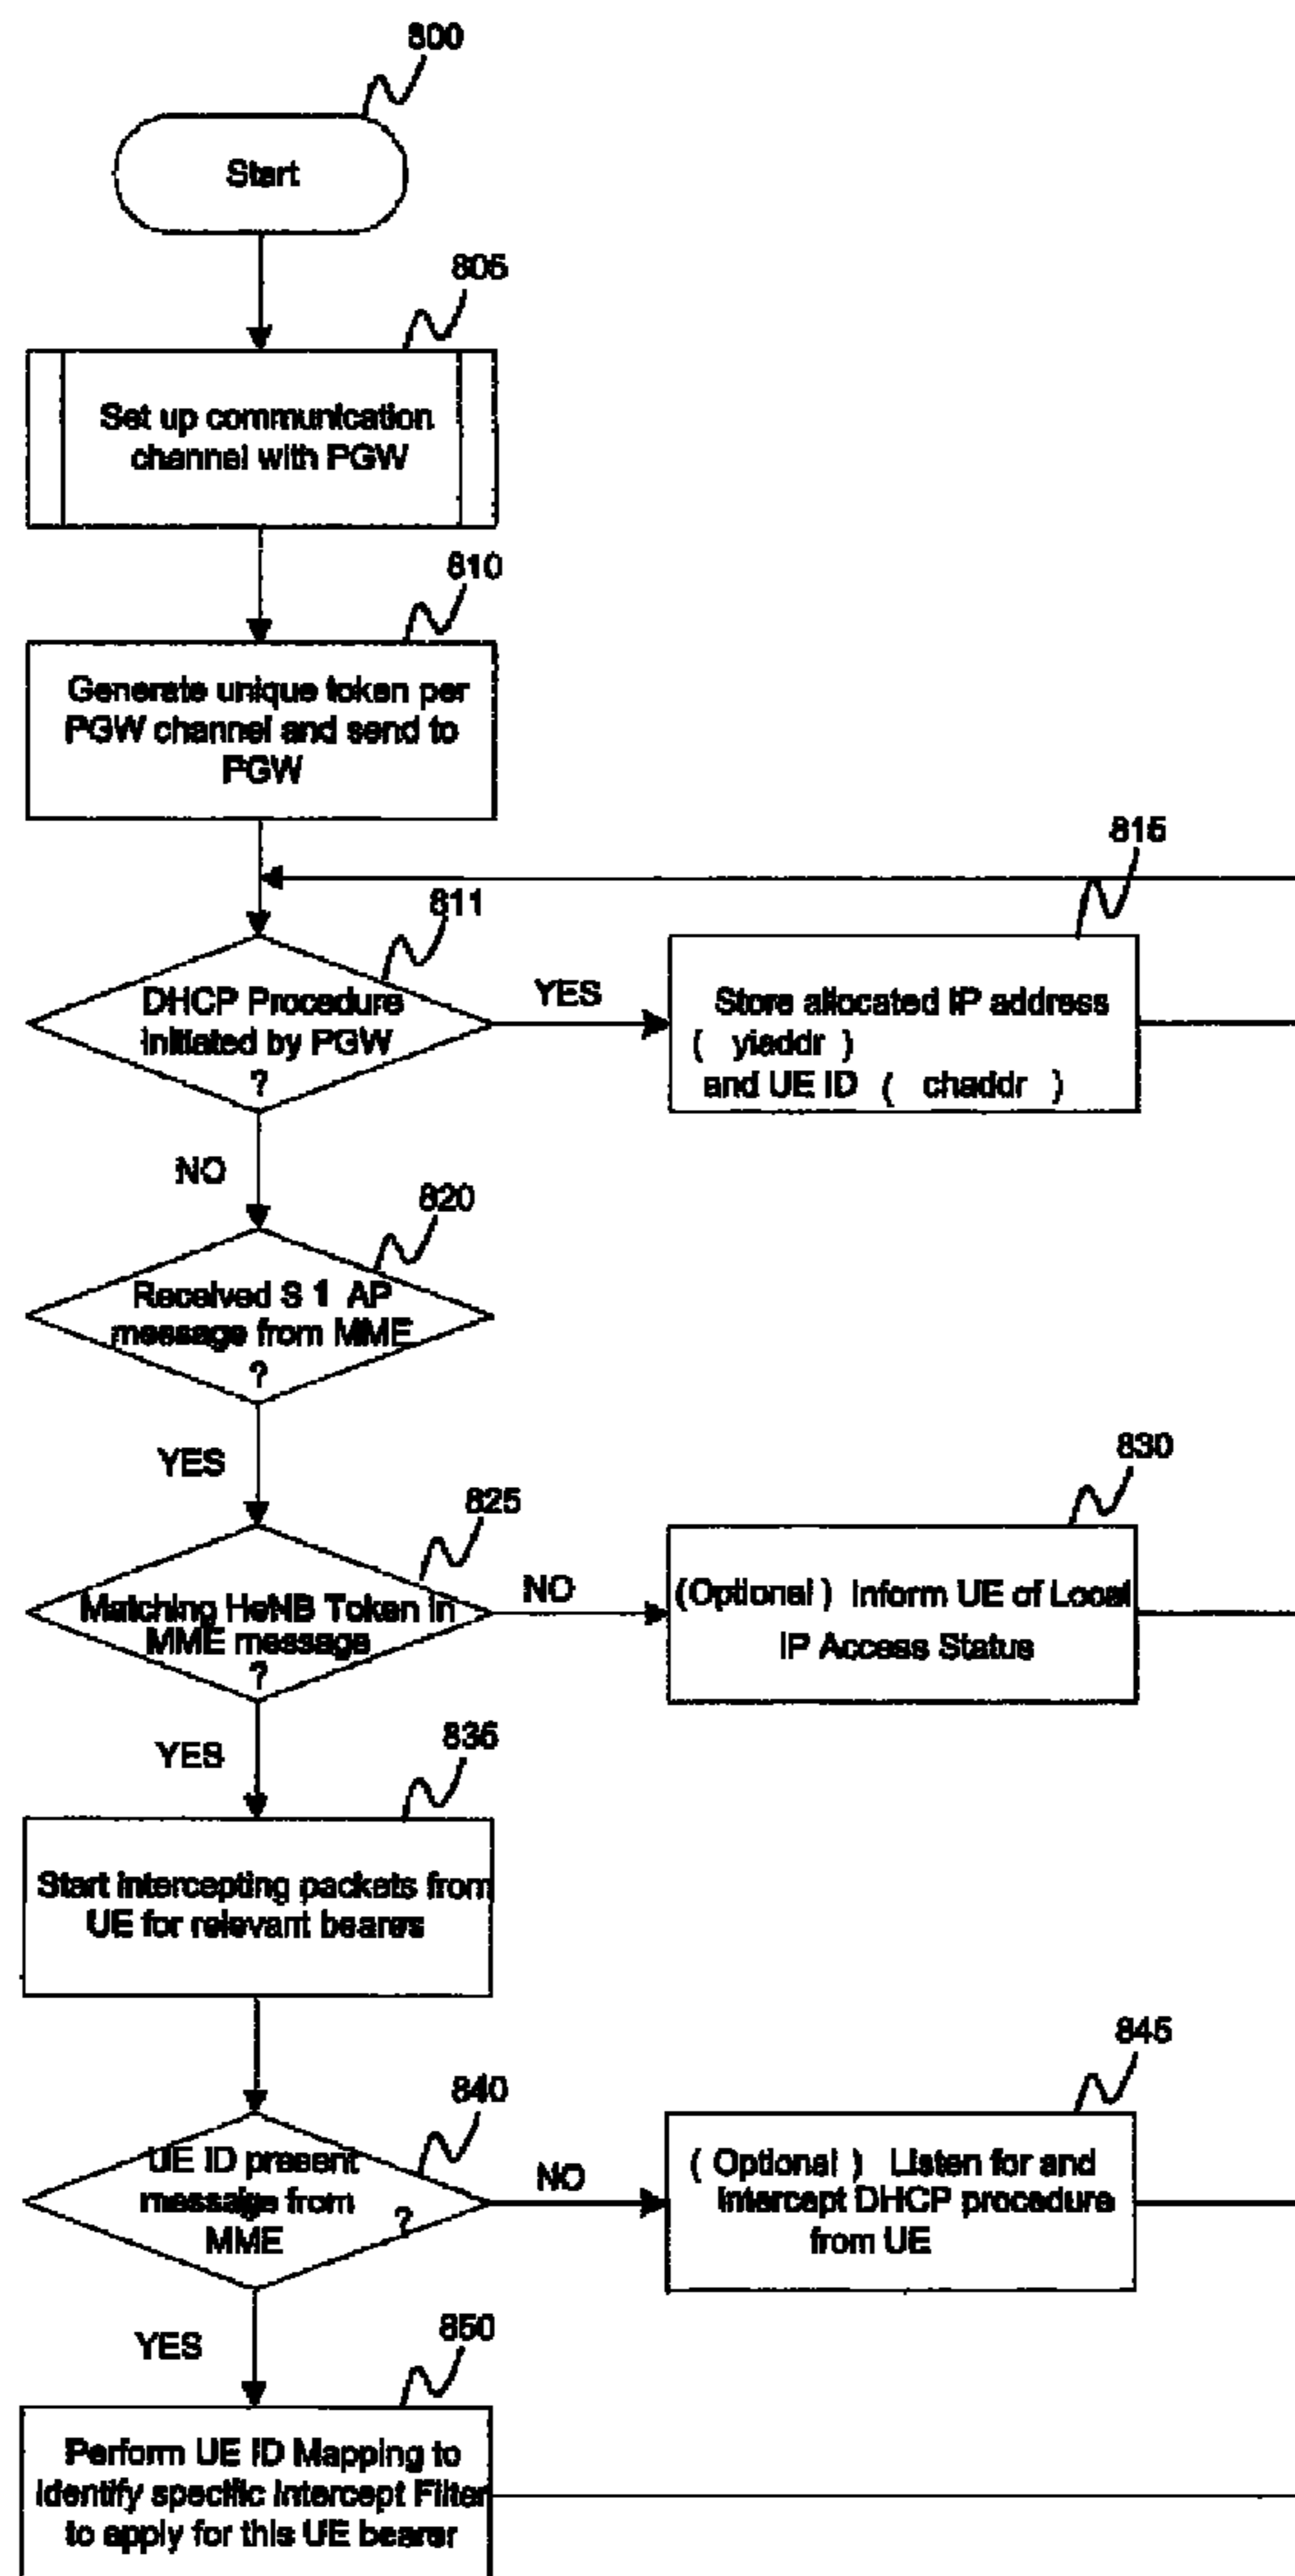 800
Start
805
Set up communication
channel with PGW
810
Generate unique token per
PGW channel and send to
PGW
811
DHCP Procedure
initiated by PGW
?
YES
815
Store allocated IP address
( yiaddr )
and UE ID ( chaddr )
NO
820
Received S 1 AP
message from MME
?
YES
825
Matching HeNB Token in
MME message
?
NO
830
(Optional ) Inform UE of Local
IP Access Status
YES
835
Start intercepting packets from
UE for relevant beares
840
UE ID present
message from
MME
?
NO
845
( Optional ) Listen for and
Intercept DHCP procedure
from UE
YES
850
Perform UE ID Mapping to
Identify specific Intercept Filter
to apply for this UE bearer